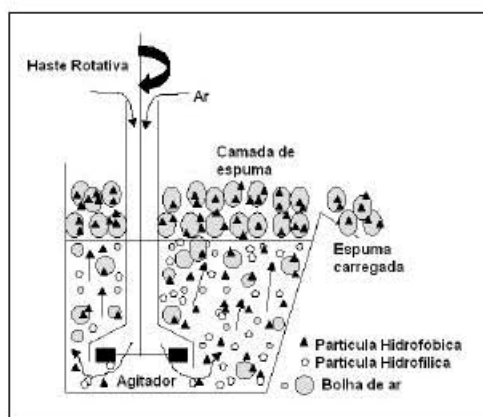 Haste Rotativa
Ar
Camada de
espuma
Espuma
carregada
Partícula Hidrofóbica
Partícula Hidrofílica
Bolha de ar
Agitador